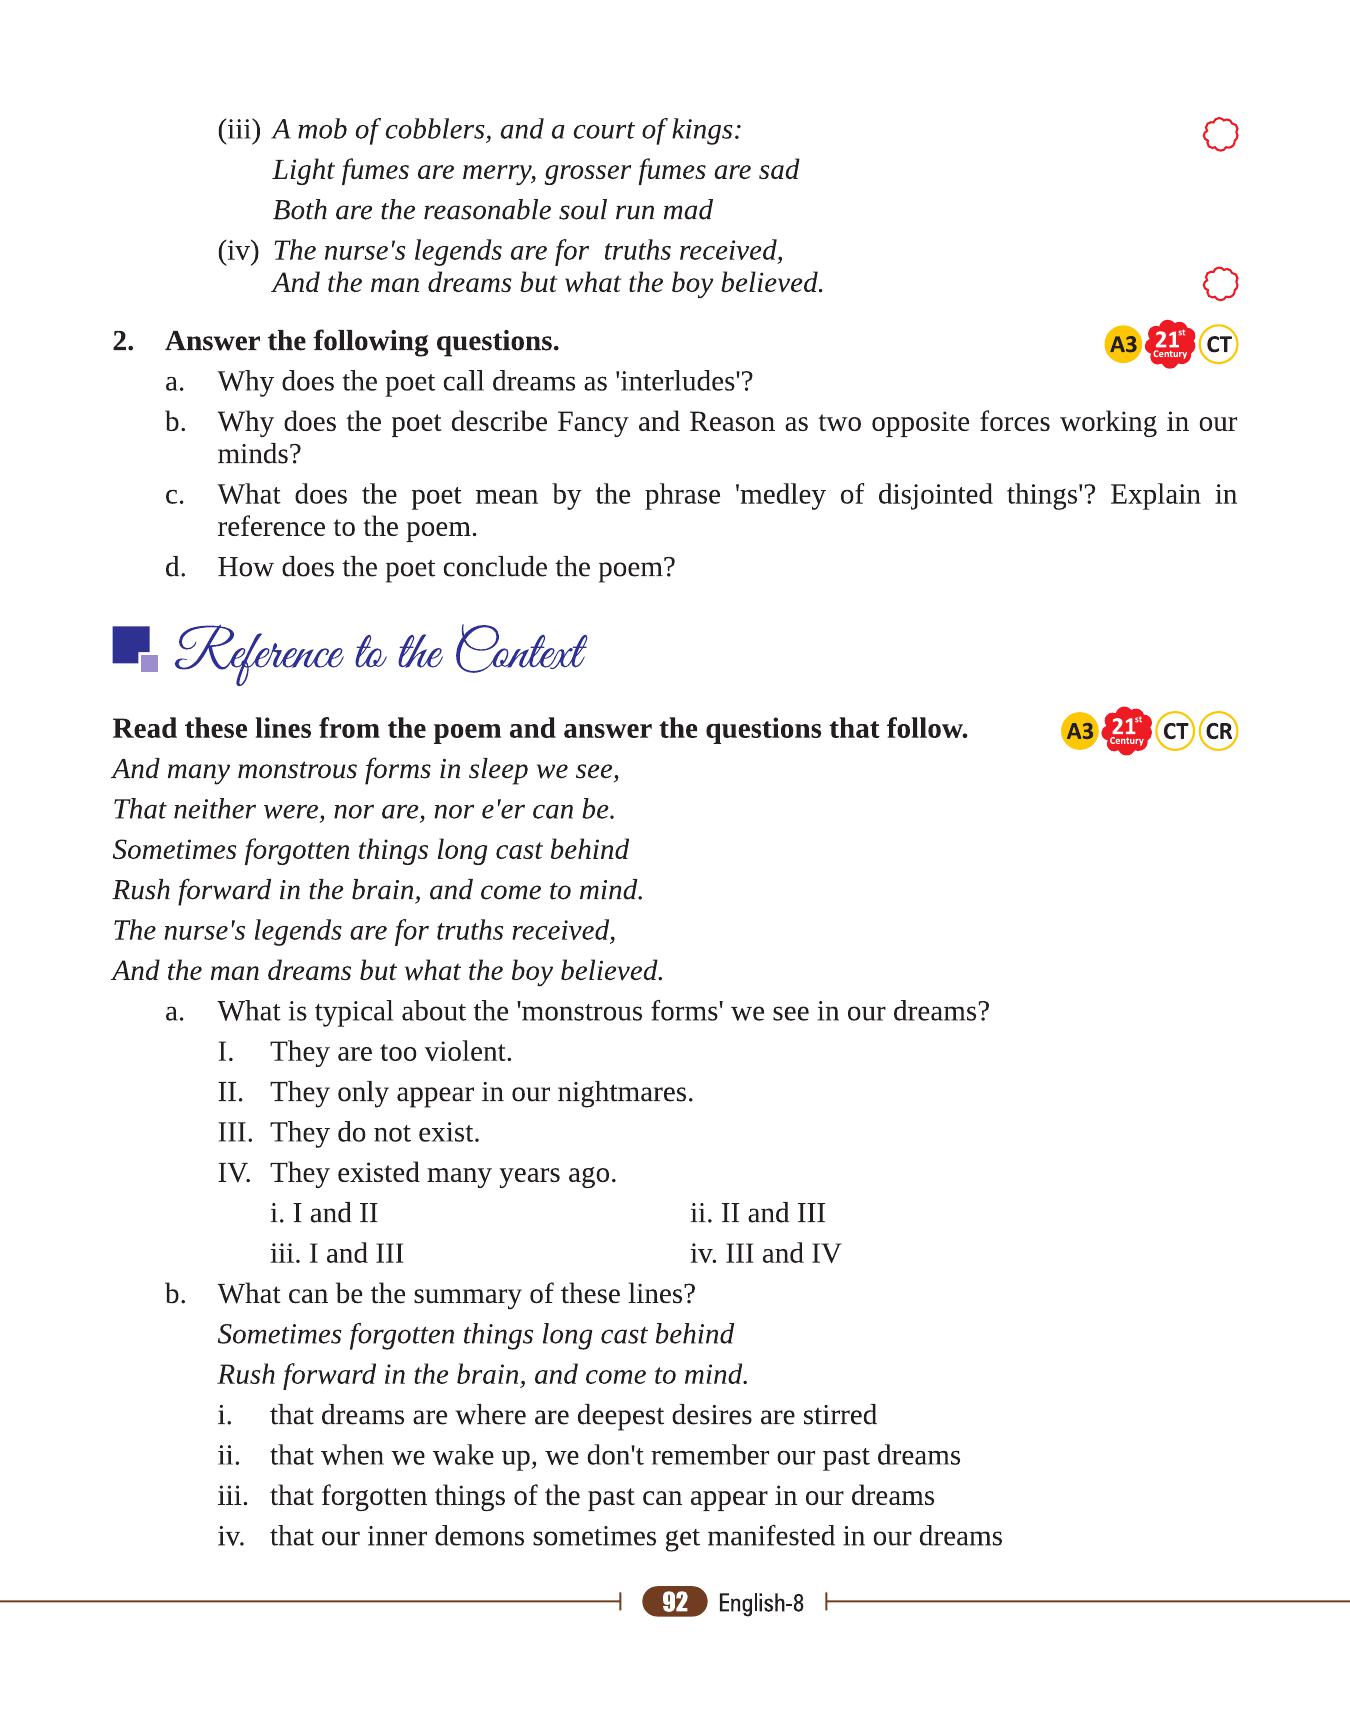 (iii) A mob of cobblers, and a court of kings:
Light fumes are merry, grosser fumes are sad
Both are the reasonable soul run mad
(iv) The nurse's legends are for truths received,
And the man dreams but what the boy believed.
2. Answer the following questions. A3 21st Century CT
a. Why does the poet call dreams as 'interludes'?
b. Why does the poet describe Fancy and Reason as two opposite forces working in our
minds?
c. What does the poet mean by the phrase 'medley of disjointed things'? Explain in
reference to the poem.
d. How does the poet conclude the poem?
Reference to the Context
Read these lines from the poem and answer the questions that follow. A3 21st Century CT CR
And many monstrous forms in sleep we see,
That neither were, nor are, nor e'er can be.
Sometimes forgotten things long cast behind
Rush forward in the brain, and come to mind.
The nurse's legends are for truths received,
And the man dreams but what the boy believed.
a. What is typical about the 'monstrous forms' we see in our dreams?
I. They are too violent.
II. They only appear in our nightmares.
III. They do not exist.
IV. They existed many years ago.
i. I and II ii. II and III
iii. I and III iv. III and IV
b. What can be the summary of these lines?
Sometimes forgotten things long cast behind
Rush forward in the brain, and come to mind.
i. that dreams are where are deepest desires are stirred
ii. that when we wake up, we don't remember our past dreams
iii. that forgotten things of the past can appear in our dreams
iv. that our inner demons sometimes get manifested in our dreams
92 English-8